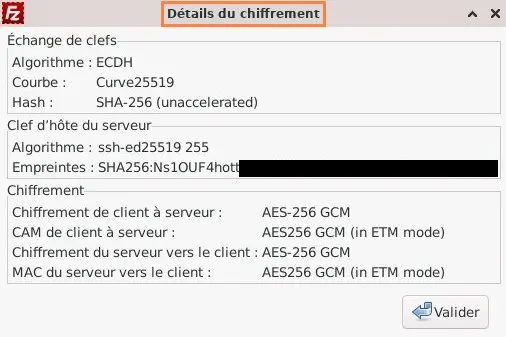 Fz
Détails du chiffrement
Échange de clefs
Algorithme : ECDH
Courbe : Curve25519
Hash : SHA-256 (unaccelerated)
Clef d’hôte du serveur
Algorithme : ssh-ed25519 255
Empreintes : SHA256:Ns1OUF4hott
Chiffrement
Chiffrement de client à serveur : AES-256 GCM
CAM de client à serveur : AES256 GCM (in ETM mode)
Chiffrement du serveur vers le client : AES-256 GCM
MAC du serveur vers le client : AES256 GCM (in ETM mode)
Valider